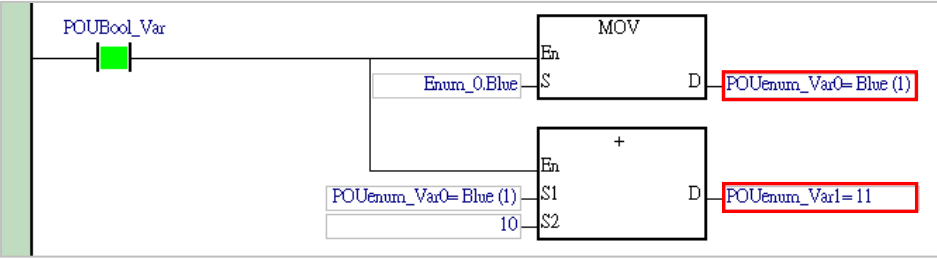 POUBool_Var
MOV
En
Enum_0.Blue S D POUenum_Var0=Blue (1)
+
En
POUenum_Var0=Blue (1) S1 D POUenum_Var1=11
10 S2